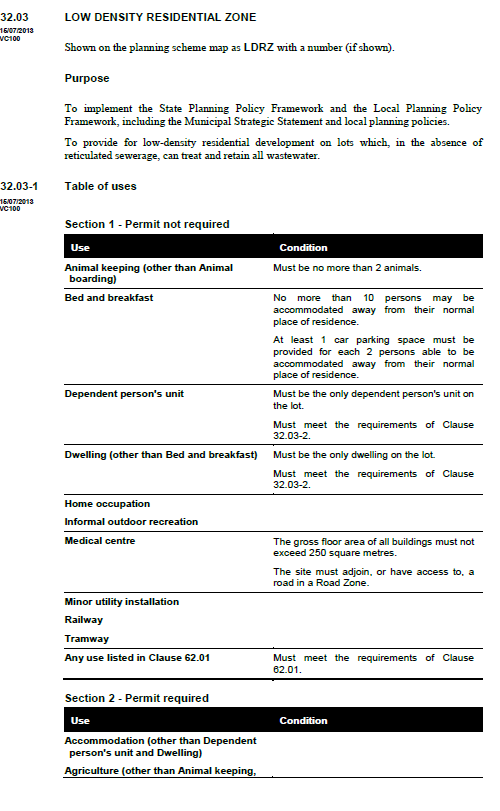 32.03 LOW DENSITY RESIDENTIAL ZONE
15/07/2013
VC100
Shown on the planning scheme map as LDRZ with a number (if shown).
Purpose
To implement the State Planning Policy Framework and the Local Planning Policy
Framework, including the Municipal Strategic Statement and local planning policies.
To provide for low-density residential development on lots which, in the absence of
reticulated sewerage, can treat and retain all wastewater.
32.03-1 Table of uses
15/07/2013
VC100
Section 1 - Permit not required
Use Condition
Animal keeping (other than Animal
boarding)
Must be no more than 2 animals.
Bed and breakfast
No more than 10 persons may be
accommodated away from their normal
place of residence.
At least 1 car parking space must be
provided for each 2 persons able to be
accommodated away from their normal
place of residence.
Dependent person's unit
Must be the only dependent person's unit on
the lot.
Must meet the requirements of Clause
32.03-2.
Dwelling (other than Bed and breakfast)
Must be the only dwelling on the lot.
Must meet the requirements of Clause
32.03-2.
Home occupation
Informal outdoor recreation
Medical centre
The gross floor area of all buildings must not
exceed 250 square metres.
The site must adjoin, or have access to, a
road in a Road Zone.
Minor utility installation
Railway
Tramway
Any use listed in Clause 62.01
Must meet the requirements of Clause
62.01.
Section 2 - Permit required
Use Condition
Accommodation (other than Dependent
person's unit and Dwelling)
Agriculture (other than Animal keeping,